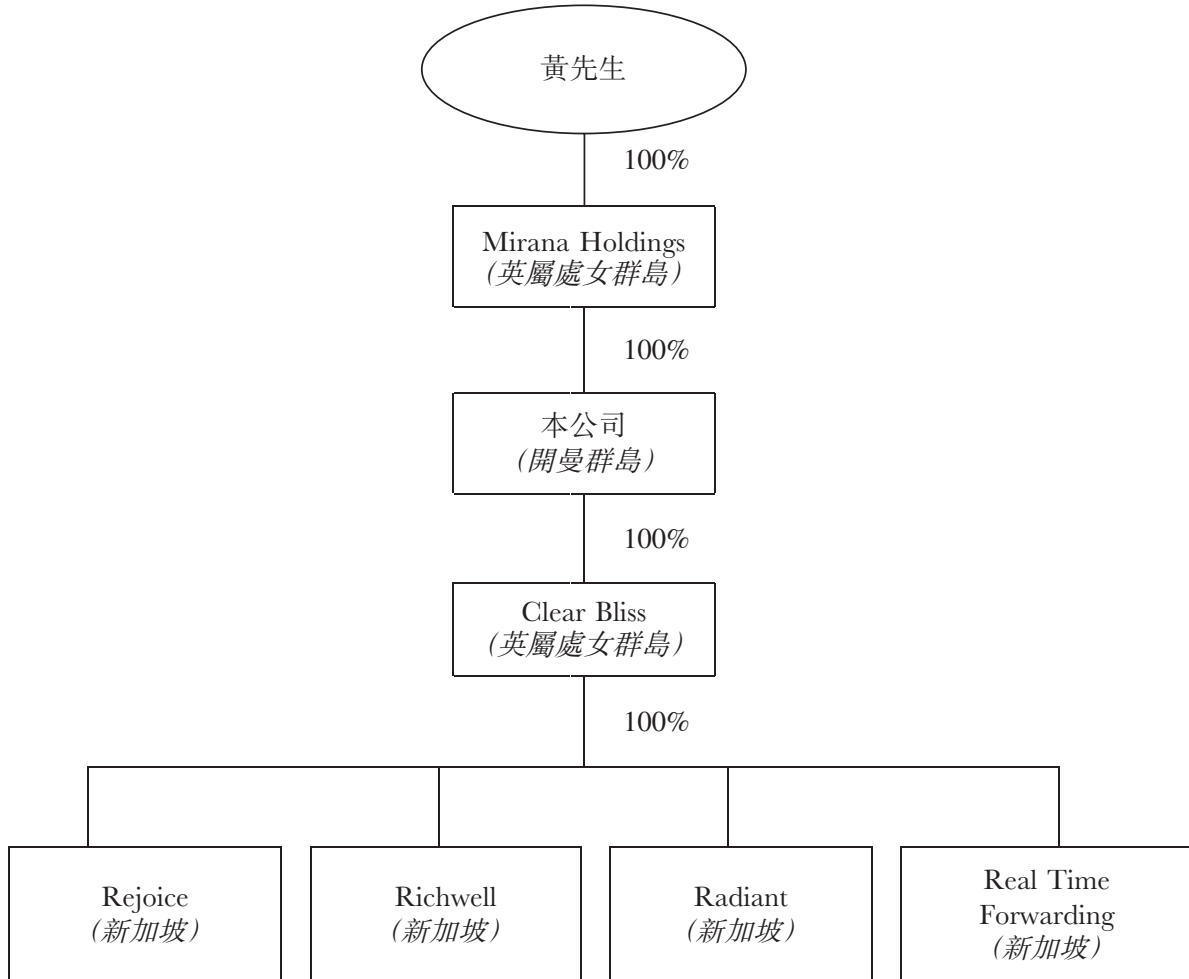 黃先生
100%
Mirana Holdings
(英屬處女群島)
100%
本公司
(開曼群島)
100%
Clear Bliss
(英屬處女群島)
100%
Rejoice
(新加坡)
Richwell
(新加坡)
Radiant
(新加坡)
Real Time
Forwarding
(新加坡)